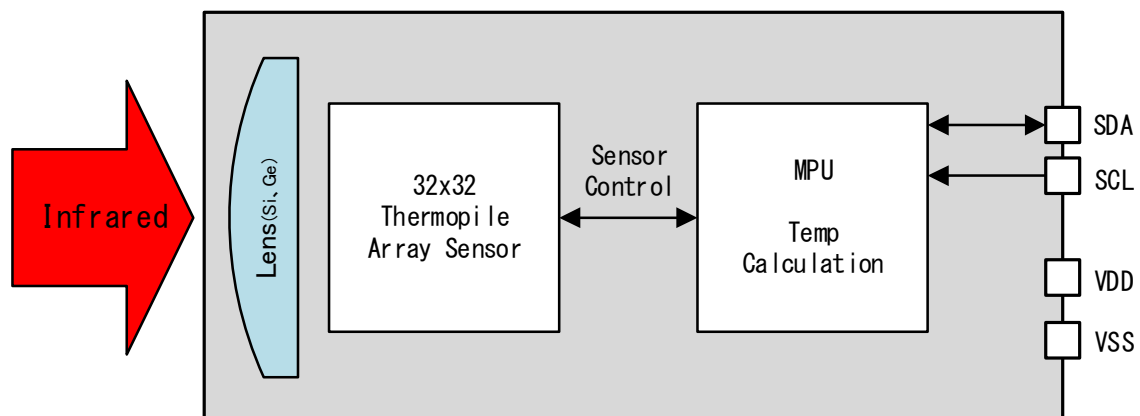 Infrared
Lens(Si、Ge)
32x32
Thermopile
Array Sensor
Sensor
Control
MPU
Temp
Calculation
SDA
SCL
VDD
VSS